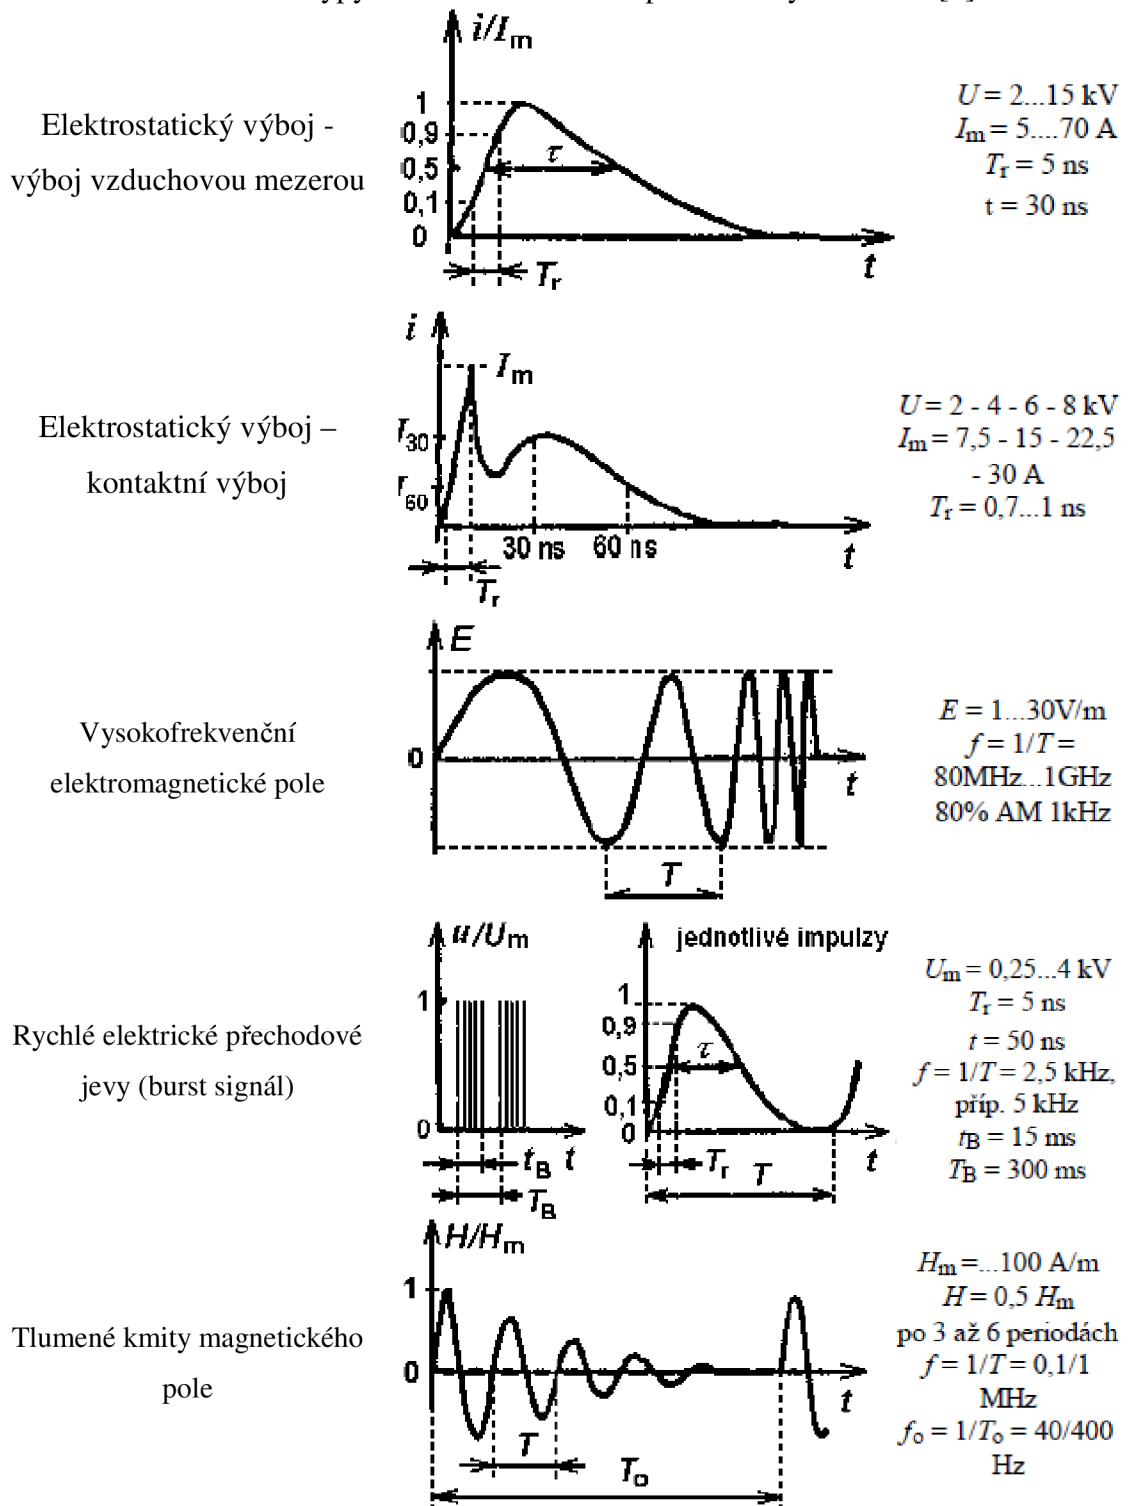 i/Im
1
0,9
0,5
0,1
0
τ
Tr
t
Elektrostatický výboj -
výboj vzduchovou mezerou
U = 2...15 kV
Im = 5....70 A
Tr = 5 ns
t = 30 ns
i
Im
30
60
30 ns
60 ns
t
Tr
Elektrostatický výboj –
kontaktní výboj
U = 2 - 4 - 6 - 8 kV
Im = 7,5 - 15 - 22,5
- 30 A
Tr = 0,7...1 ns
E
0
t
T
Vysokofrekvenční
elektromagnetické pole
E = 1...30V/m
f = 1/T =
80MHz...1GHz
80% AM 1kHz
u/Um
1
0
tB
t
TB
jednotlivé impulzy
1
0,9
0,5
0,1
0
τ
Tr
T
t
Rychlé elektrické přechodové
jevy (burst signál)
Um = 0,25...4 kV
Tr = 5 ns
t = 50 ns
f = 1/T = 2,5 kHz,
příp. 5 kHz
tB = 15 ms
TB = 300 ms
H/Hm
1
0
t
T
To
Tlumené kmity magnetického
pole
Hm =...100 A/m
H = 0,5 Hm
po 3 až 6 periodách
f = 1/T = 0,1/1
MHz
fo = 1/To = 40/400
Hz